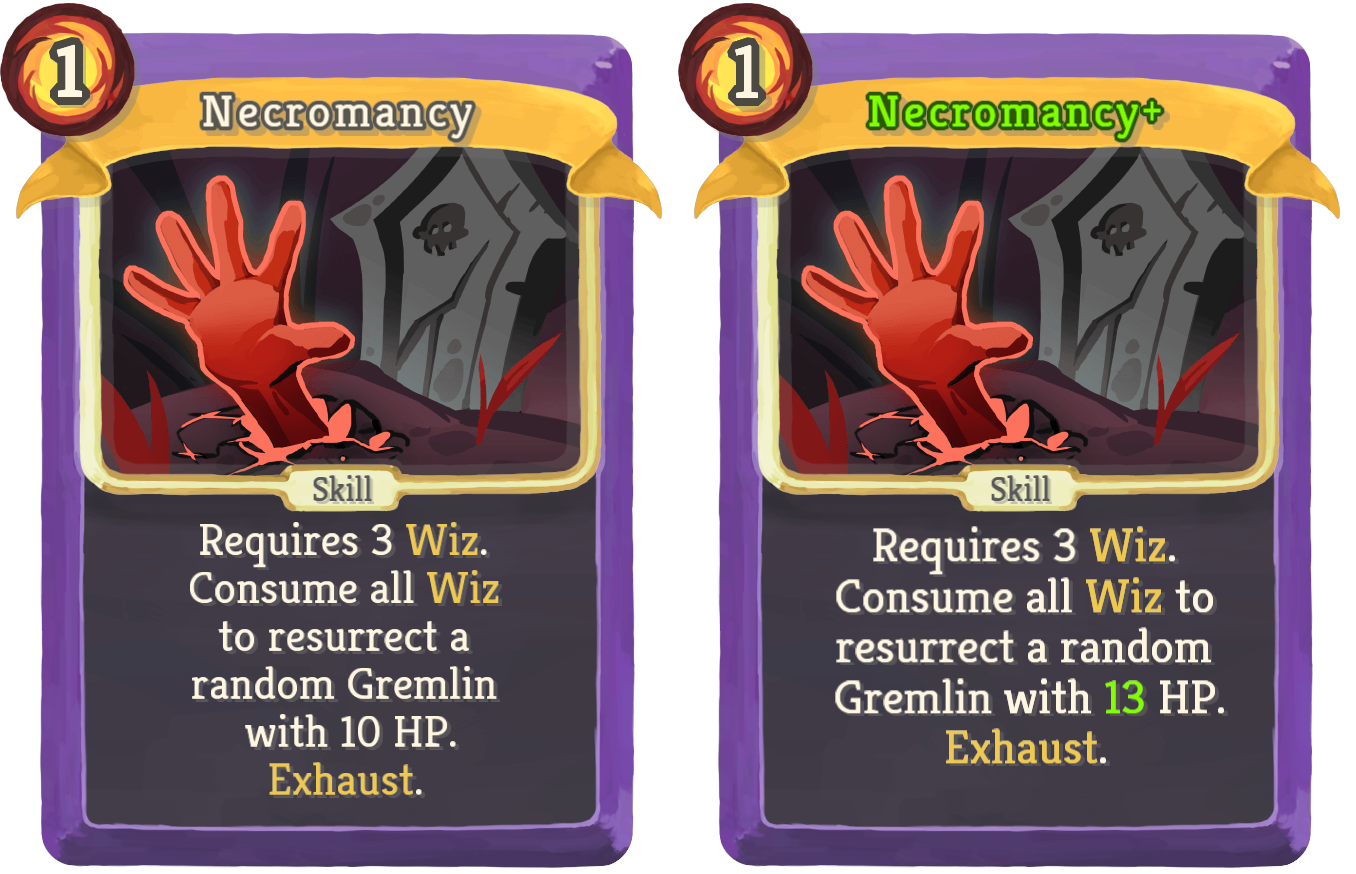 1
Necromancy
Skill
Requires 3 Wiz.
Consume all Wiz
to resurrect a
random Gremlin
with 10 HP.
Exhaust.
1
Necromancy+
Skill
Requires 3 Wiz.
Consume all Wiz to
resurrect a random
Gremlin with 13 HP.
Exhaust.